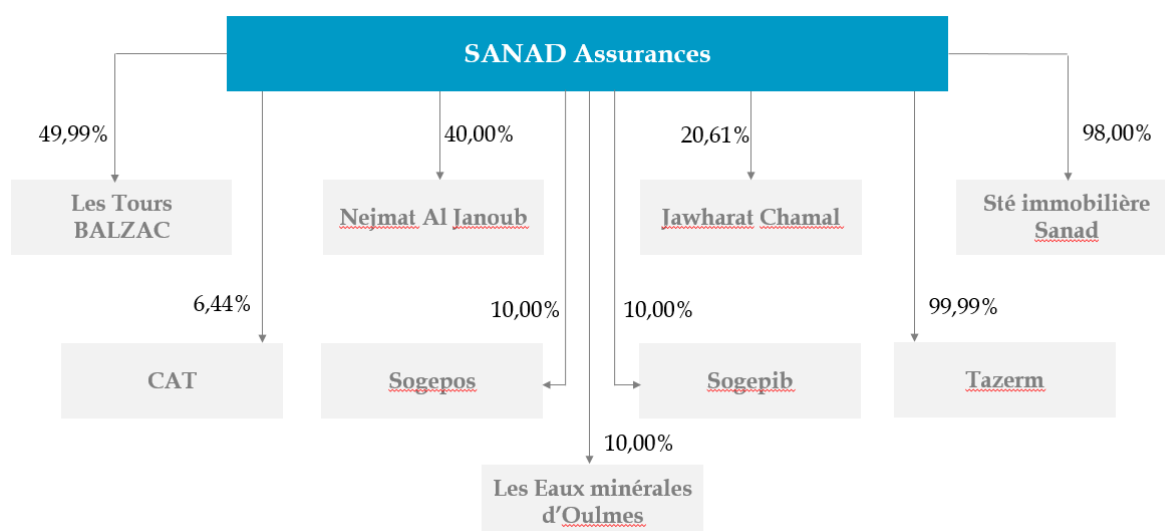 SANAD Assurances
49,99%
40,00%
20,61%
98,00%
Les Tours
BALZAC
Nejmat Al Janoub
Jawharat Chamal
Sté immobilière
Sanad
6,44%
10,00%
10,00%
99,99%
CAT
Sogepos
Sogepib
Tazerm
10,00%
Les Eaux minérales
d’Oulmes